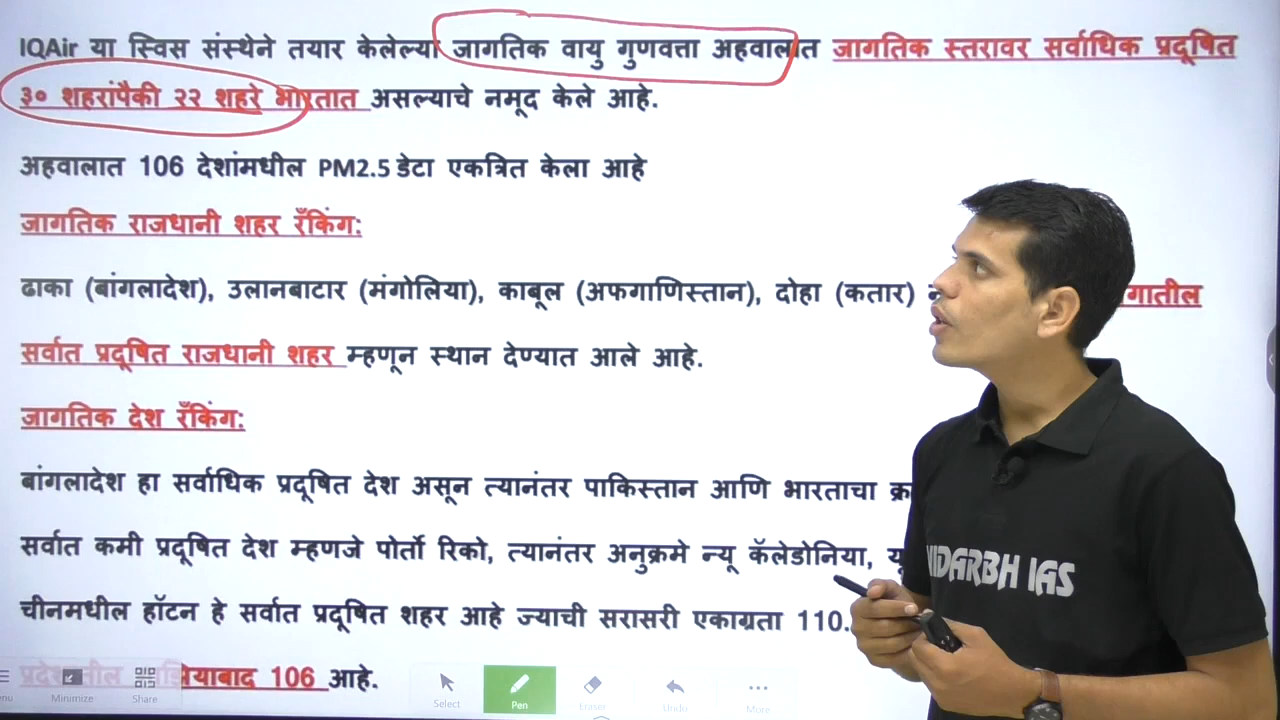 IQAir या स्विस संस्थेने तयार केलेल्या जागतिक वायु गुणवत्ता अहवालात जागतिक स्तरावर सर्वाधिक प्रदूषित
३० शहरांपैकी २२ शहरे भारतात असल्याचे नमूद केले आहे.
अहवालात 106 देशांमधील PM2.5 डेटा एकत्रित केला आहे
जागतिक राजधानी शहर रँकिंग:
ढाका (बांगलादेश), उलानबाटार (मंगोलिया), काबूल (अफगाणिस्तान), दोहा (कतार)
सर्वात प्रदूषित राजधानी शहर म्हणून स्थान देण्यात आले आहे.
जागतिक देश रँकिंग:
बांगलादेश हा सर्वाधिक प्रदूषित देश असून त्यानंतर पाकिस्तान आणि भारताचा
सर्वात कमी प्रदूषित देश म्हणजे पोर्तो रिको, त्यानंतर अनुक्रमे न्यू कॅलेडोनिया,
VIDARBH IAS
चीनमधील हॉटन हे सर्वात प्रदूषित शहर आहे ज्याची सरासरी एकाग्रता 110.
106 आहे.
Minimize Share Select Pen Eraser Undo More